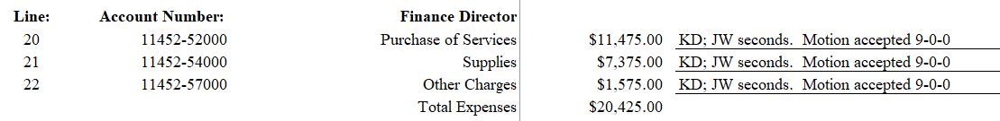 Line: Account Number: Finance Director
20 11452-52000 Purchase of Services $11,475.00 KD; JW seconds. Motion accepted 9-0-0
21 11452-54000 Supplies $7,375.00 KD; JW seconds. Motion accepted 9-0-0
22 11452-57000 Other Charges $1,575.00 KD; JW seconds. Motion accepted 9-0-0
Total Expenses $20,425.00